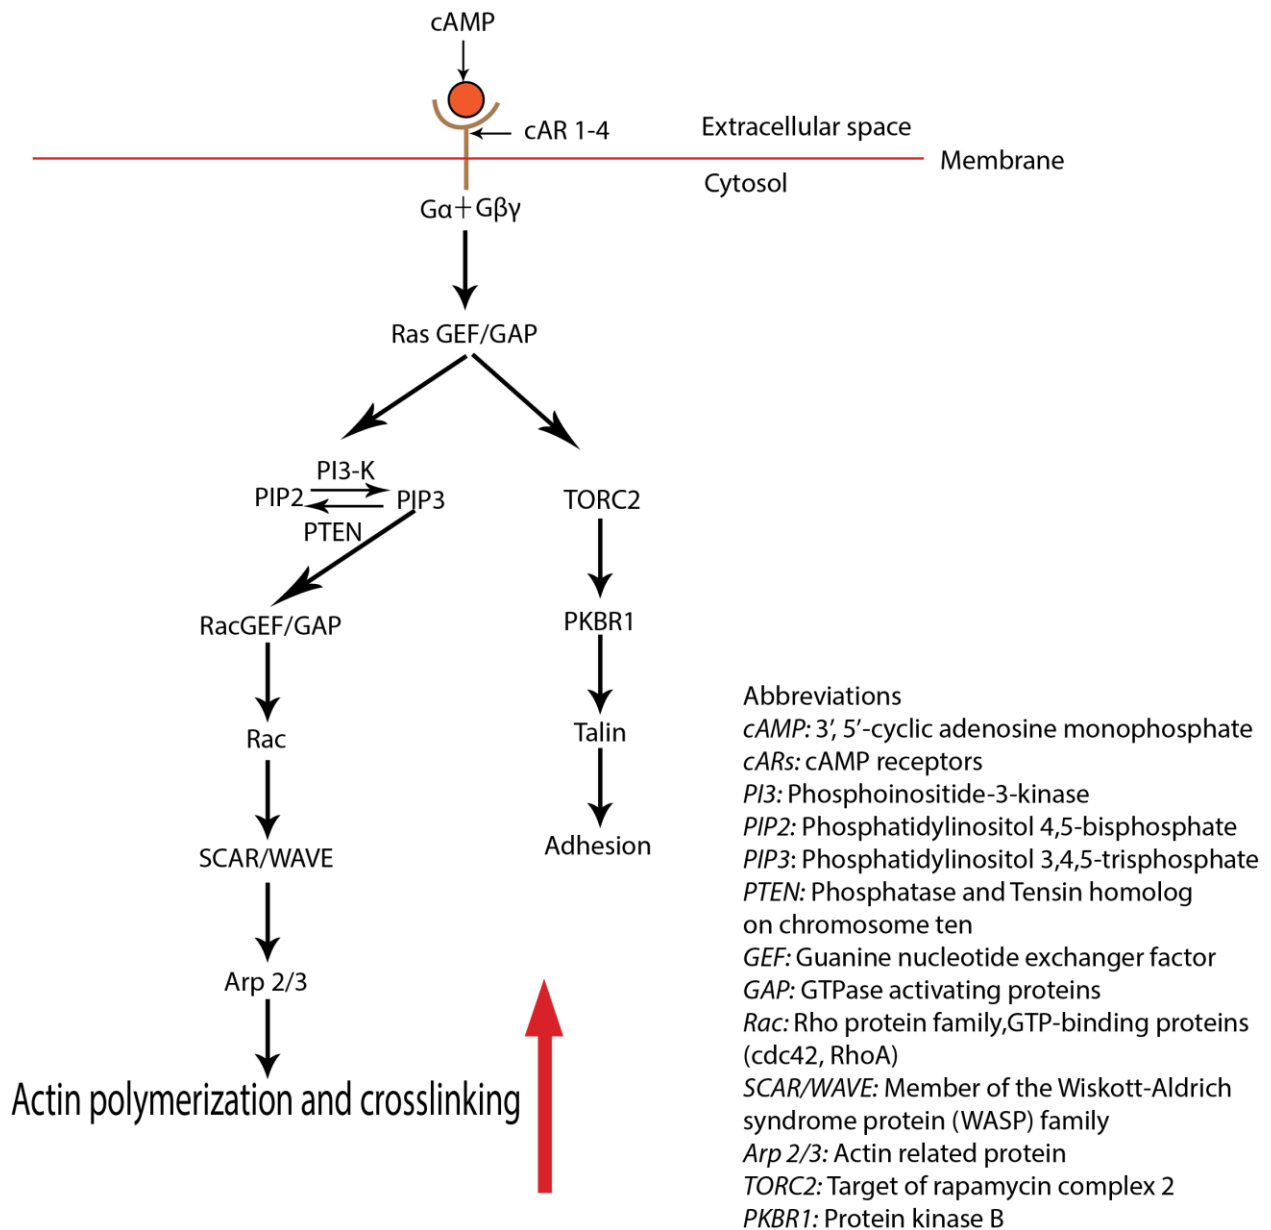 cAMP
cAR 1-4
Extracellular space
Membrane
Cytosol
Gα+Gβγ
Ras GEF/GAP
PI3-K
PIP2
PIP3
TORC2
PTEN
RacGEF/GAP
PKBR1
Rac
Talin
SCAR/WAVE
Adhesion
Arp 2/3
Actin polymerization and crosslinking
Abbreviations
cAMP: 3', 5'-cyclic adenosine monophosphate
cARs: cAMP receptors
PI3: Phosphoinositide-3-kinase
PIP2: Phosphatidylinositol 4,5-bisphosphate
PIP3: Phosphatidylinositol 3,4,5-trisphosphate
PTEN: Phosphatase and Tensin homolog
on chromosome ten
GEF: Guanine nucleotide exchanger factor
GAP: GTPase activating proteins
Rac: Rho protein family,GTP-binding proteins
(cdc42, RhoA)
SCAR/WAVE: Member of the Wiskott-Aldrich
syndrome protein (WASP) family
Arp 2/3: Actin related protein
TORC2: Target of rapamycin complex 2
PKBR1: Protein kinase B